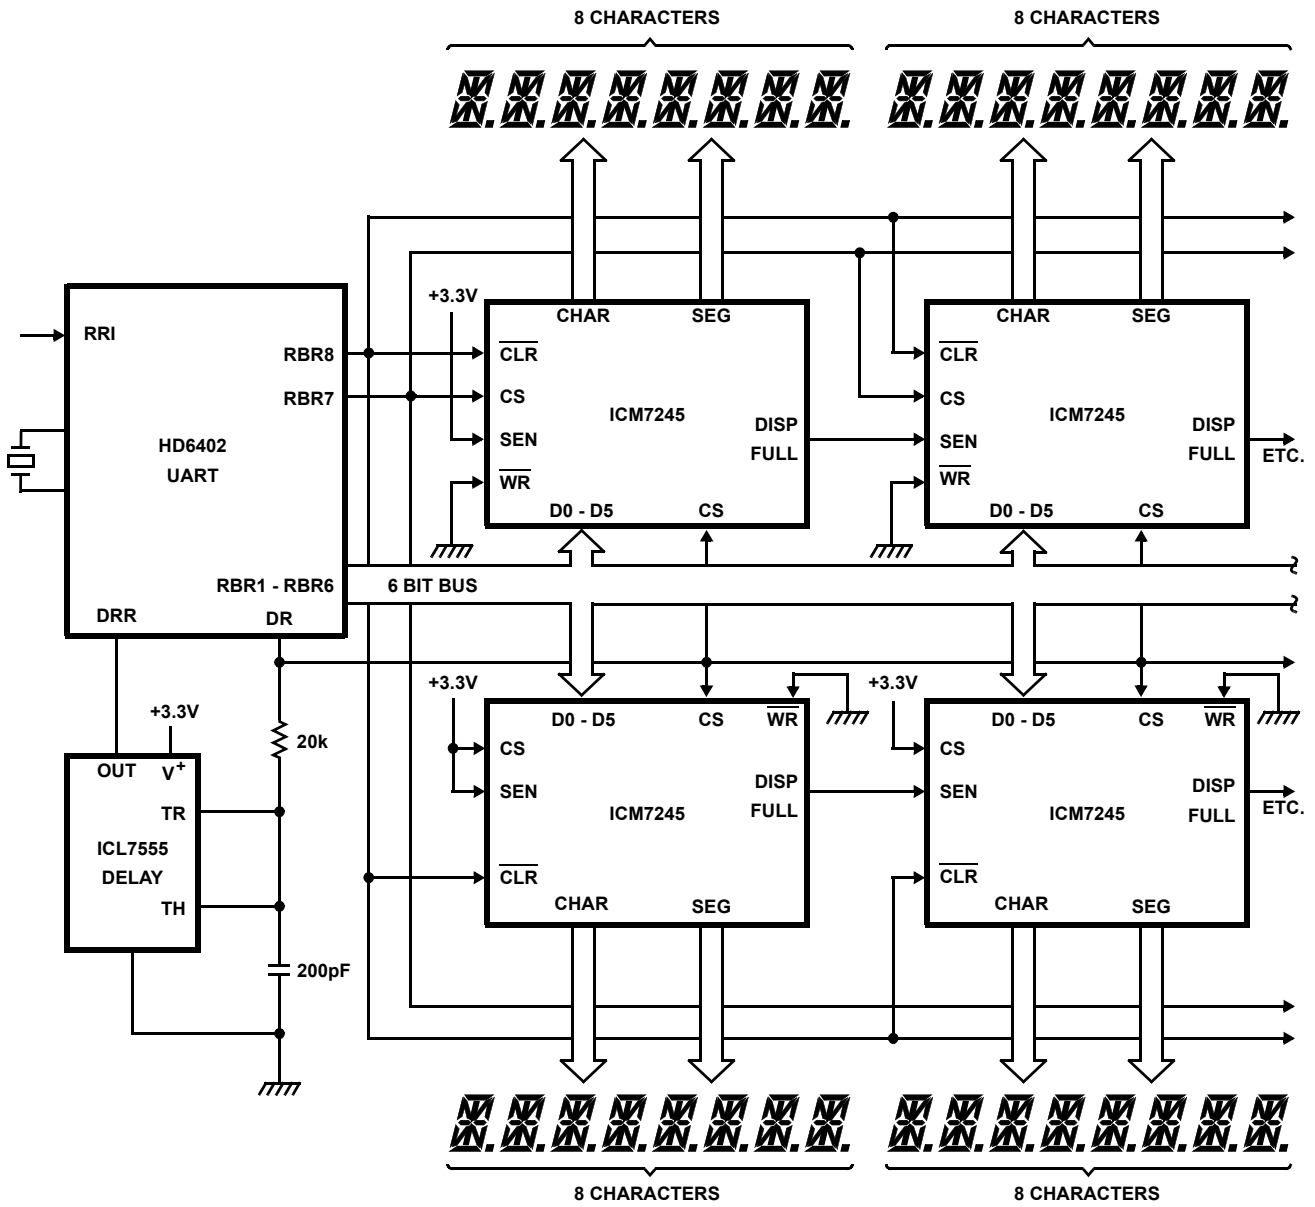 8 CHARACTERS
8 CHARACTERS
+3.3V
CHAR
SEG
CHAR
SEG
RRI
RBR8
RBR7
HD6402
UART
RBR1 - RBR6
DRR
DR
CLR
CS
SEN
WR
ICM7245
DISP
FULL
D0 - D5
CS
CLR
CS
SEN
WR
ICM7245
DISP
FULL
ETC.
D0 - D5
CS
6 BIT BUS
+3.3V
+3.3V
D0 - D5
CS
WR
CS
SEN
ICM7245
DISP
FULL
CLR
CHAR
SEG
D0 - D5
CS
WR
CS
SEN
ICM7245
DISP
FULL
ETC.
CLR
CHAR
SEG
+3.3V
20k
OUT
V+
TR
ICL7555
DELAY
TH
200pF
8 CHARACTERS
8 CHARACTERS